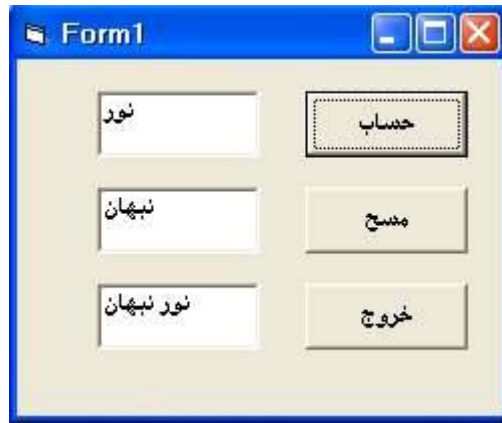 Form1
نور
حساب
نبهان
مسح
نور نبهان
خروج